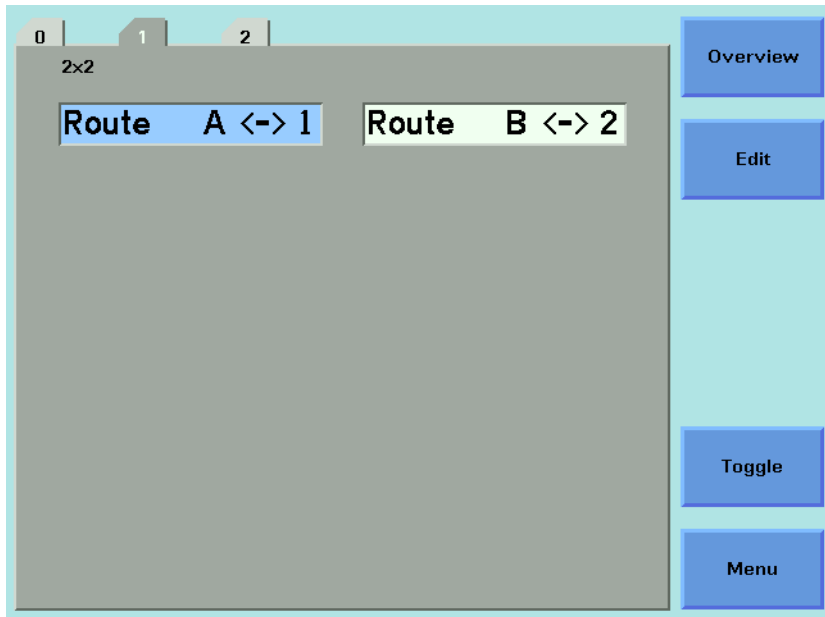 0 1 2
2x2
Route A <-> 1 Route B <-> 2
Overview
Edit
Toggle
Menu